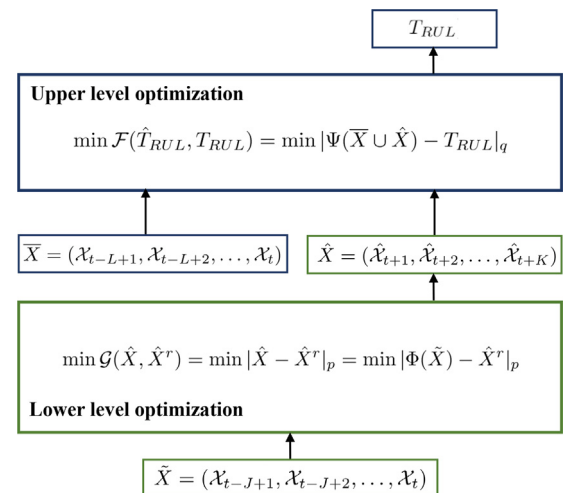 T_{RUL}
Upper level optimization
min 𝓕(T̂_{RUL}, T_{RUL}) = min |Ψ(X̅ ∪ X̂) − T_{RUL}|_q
X̅ = (𝒳_{t−L+1}, 𝒳_{t−L+2}, . . . , 𝒳_t)
X̂ = (𝒳̂_{t+1}, 𝒳̂_{t+2}, . . . , 𝒳̂_{t+K})
min 𝒢(X̂, X̂^r) = min |X̂ − X̂^r|_p = min |Φ(X̃) − X̂^r|_p
Lower level optimization
X̃ = (𝒳_{t−J+1}, 𝒳_{t−J+2}, . . . , 𝒳_t)